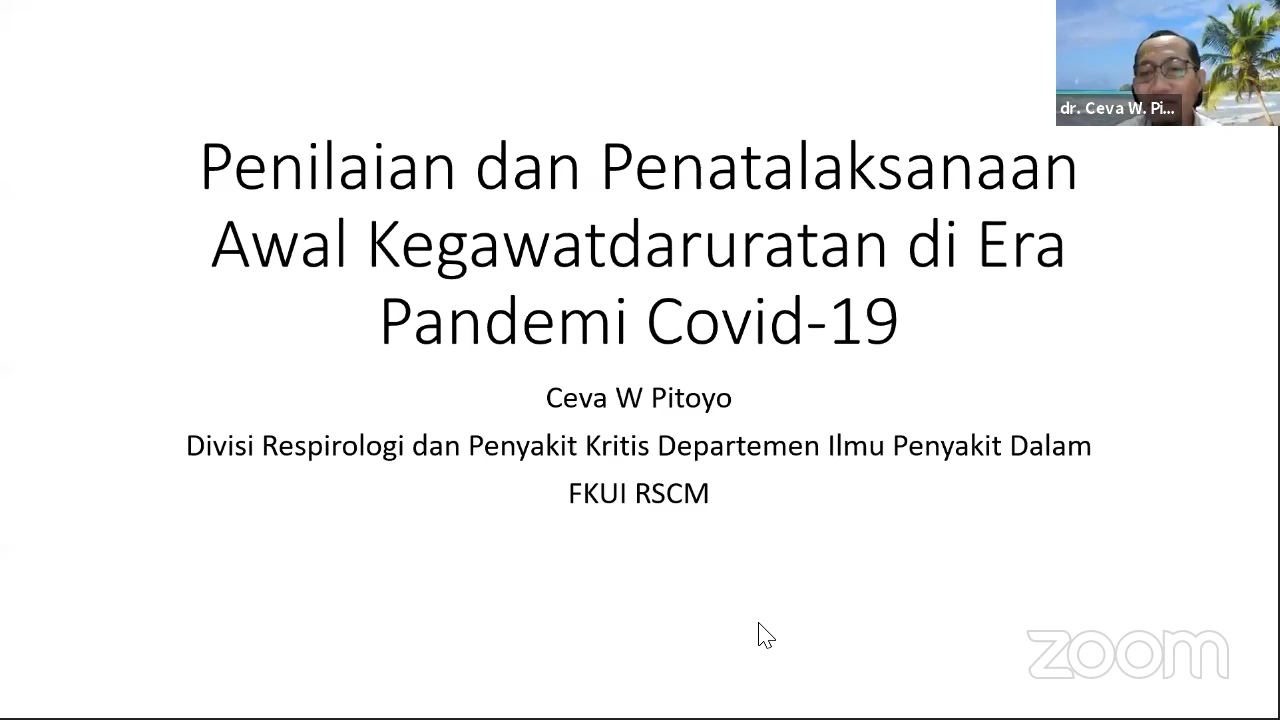 dr. Ceva W. Pi...
Penilaian dan Penatalaksanaan
Awal Kegawatdaruratan di Era
Pandemi Covid-19
Ceva W Pitoyo
Divisi Respirologi dan Penyakit Kritis Departemen Ilmu Penyakit Dalam
FKUI RSCM
zoom